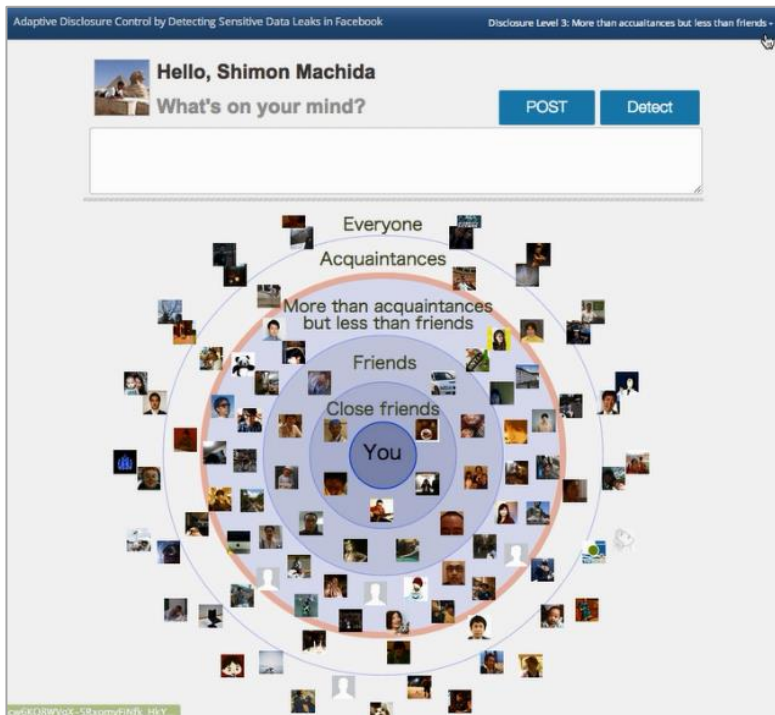 Adaptive Disclosure Control by Detecting Sensitive Data Leaks in Facebook
Disclosure Level 3: More than accualtances but less than friends -
Hello, Shimon Machida
What's on your mind?
POST
Detect
Everyone
Acquaintances
More than acquaintances
but less than friends
Friends
Close friends
You